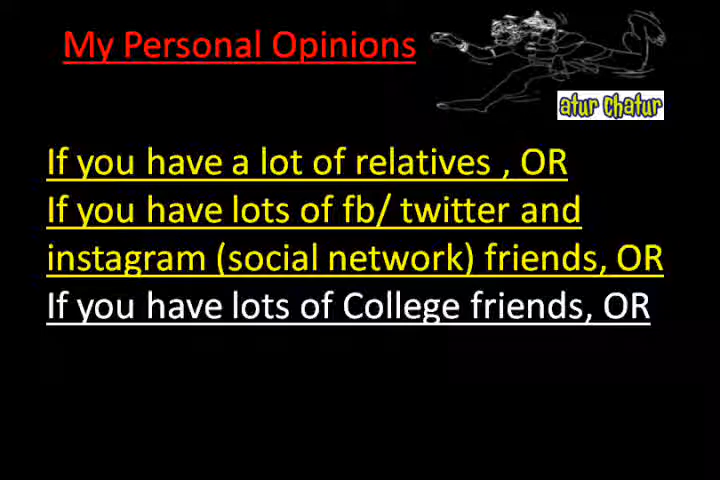 My Personal Opinions
atur chatur
If you have a lot of relatives , OR
If you have lots of fb/ twitter and
instagram (social network) friends, OR
If you have lots of College friends, OR